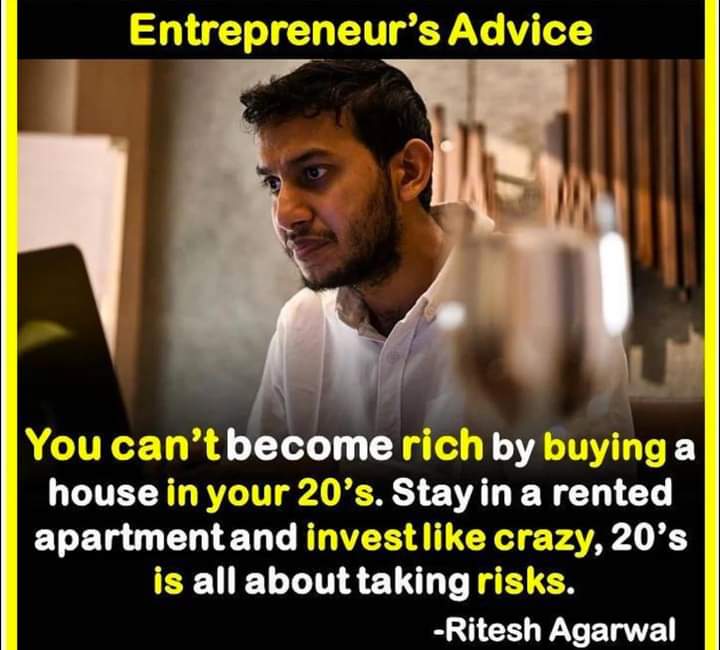 Entrepreneur's Advice
You can't become rich by buying a
house in your 20's. Stay in a rented
apartment and invest like crazy, 20's
is all about taking risks.
-Ritesh Agarwal